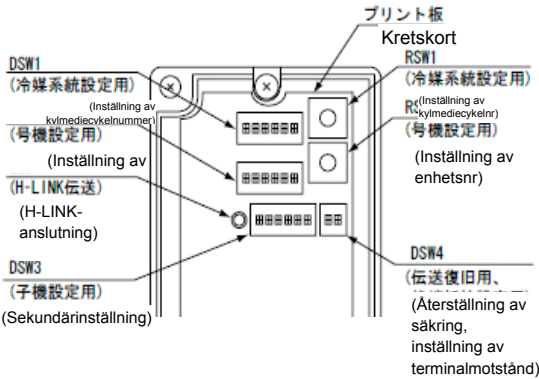 プリント板
Kretskort
DSW1
(冷媒系統設定用)
(Inställning av
kylmediecykelnummer)
(号機設定用)
(Inställning av
(H-LINK伝送)
(H-LINK-
anslutning)
DSW3
(子機設定用)
(Sekundärinställning)
RSW1
(冷媒系統設定用)
(Inställning av
kylmediecykelnr)
(号機設定用)
(Inställning av
enhetsnr)
DSW4
(伝送復旧用、
(Återställning av
säkring,
inställning av
terminalmotstånd)